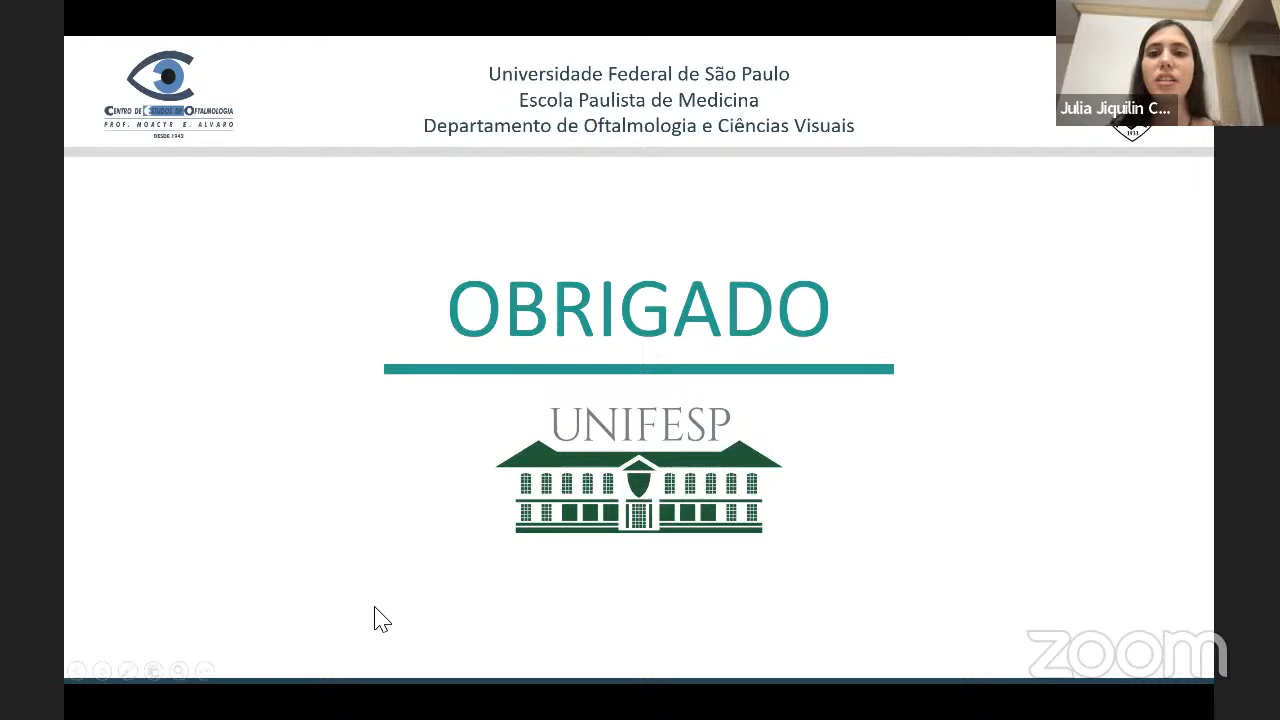 CENTRO DE ESTUDOS DE OFTALMOLOGIA
PROF. MOACYR E. ALVARO
DESDE 1942
Universidade Federal de São Paulo
Escola Paulista de Medicina
Departamento de Oftalmologia e Ciências Visuais
Julia Jiquilin C...
1933
OBRIGADO
UNIFESP
zoom